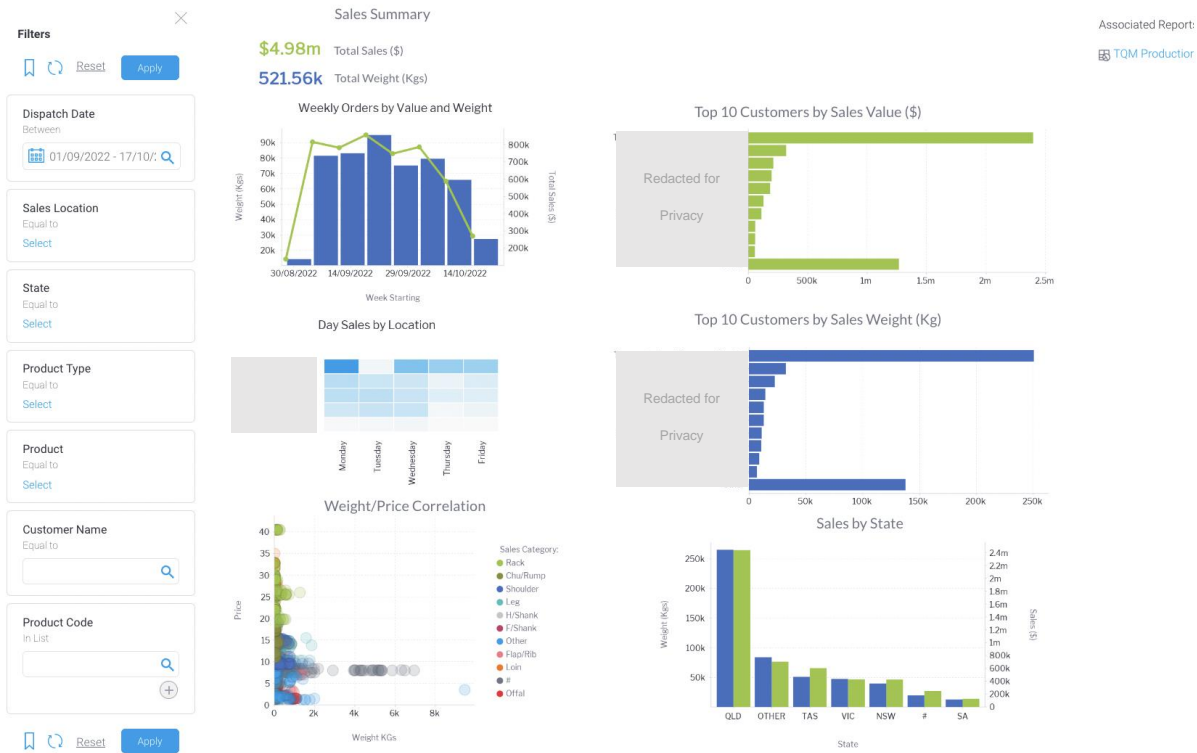 Filters
Reset
Apply
Dispatch Date
Between
01/09/2022 - 17/10/2
Sales Location
Equal to
Select
State
Equal to
Select
Product Type
Equal to
Select
Product
Equal to
Select
Customer Name
Equal to
Product Code
In List
Reset
Apply
Sales Summary
$4.98m Total Sales ($)
521.56k Total Weight (Kgs)
Weekly Orders by Value and Weight
Weight (Kgs)
90k
80k
70k
60k
50k
40k
30k
20k
800k
700k
600k
500k
400k
300k
200k
Total Sales ($)
30/08/2022 14/09/2022 29/09/2022 14/10/2022
Week Starting
Day Sales by Location
Monday
Tuesday
Wednesday
Thursday
Friday
Weight/Price Correlation
Price
40
35
30
25
20
15
10
5
0
0 2k 4k 6k 8k
Weight KGs
Sales Category:
Rack
Chu/Rump
Shoulder
Leg
H/Shank
F/Shank
Other
Flap/Rib
Loin
#
Offal
Associated Reports
TQM Production
Top 10 Customers by Sales Value ($)
Redacted for
Privacy
0 500k 1m 1.5m 2m 2.5m
Top 10 Customers by Sales Weight (Kg)
Redacted for
Privacy
0 50k 100k 150k 200k 250k
Sales by State
Weight (Kgs)
250k
200k
150k
100k
50k
2.4m
2.2m
2m
1.8m
1.6m
1.4m
1.2m
1m
800k
600k
400k
200k
0
Sales ($)
QLD OTHER TAS VIC NSW # SA
State